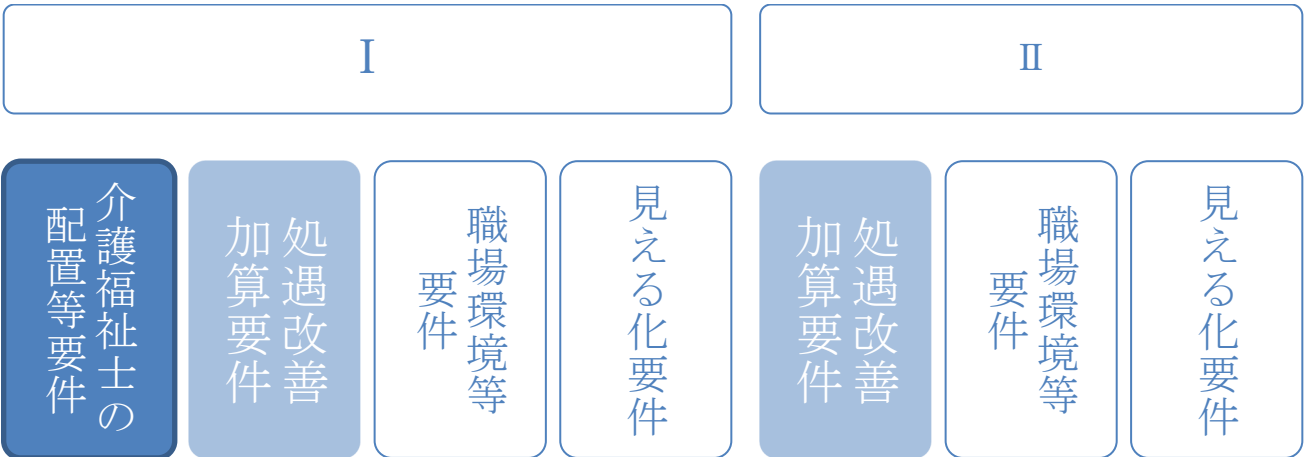 Ⅰ
Ⅱ
介護福祉士の
配置等要件
処遇改善
加算要件
職場環境等
要件
見える化要件
処遇改善
加算要件
職場環境等
要件
見える化要件